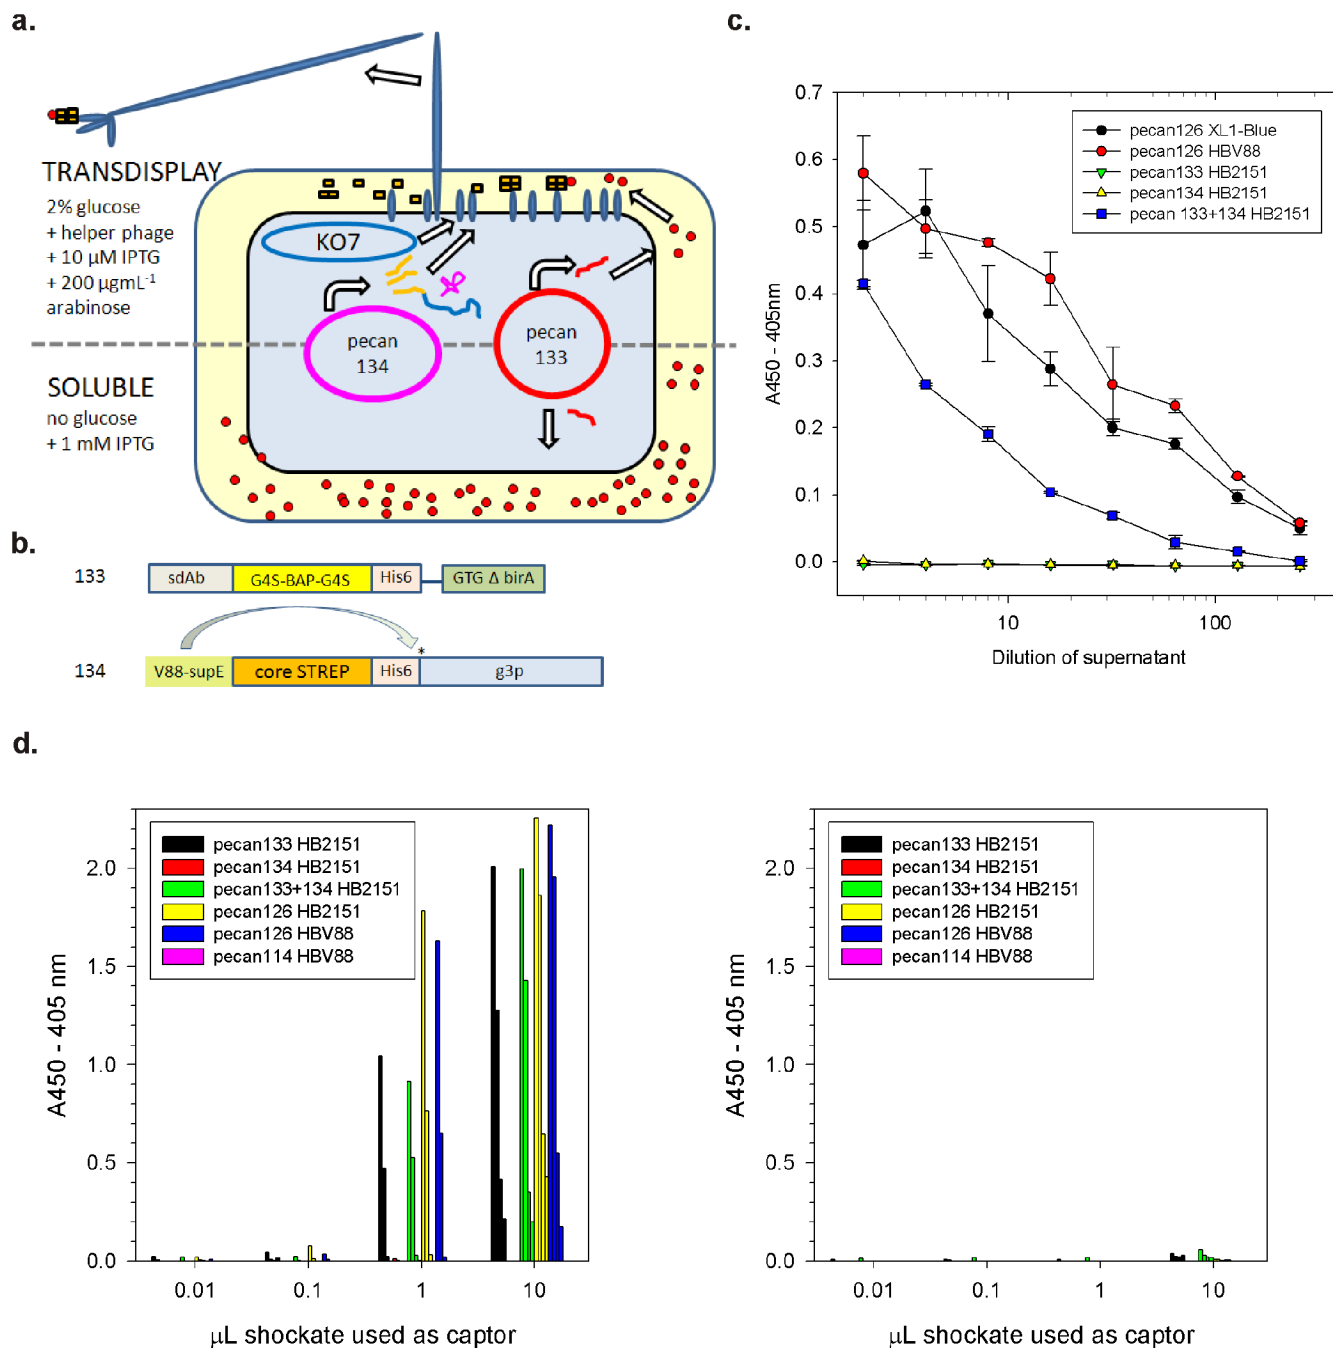 a.
TRANSDISPLAY
2% glucose
+ helper phage
+ 10 µM IPTG
+ 200 µgmL⁻¹
arabinose
KO7
pecan
134
pecan
133
SOLUBLE
no glucose
+ 1 mM IPTG
b.
133
sdAb
G4S-BAP-G4S
His6
GTG Δ birA
*
134
V88-supE
core STREP
His6
g3p
c.
0.7
0.6
0.5
0.4
0.3
0.2
0.1
0.0
A450 - 405nm
pecan126 XL1-Blue
pecan126 HBV88
pecan133 HB2151
pecan134 HB2151
pecan 133+134 HB2151
10
100
Dilution of supernatant
d.
A450 - 405 nm
2.0
1.5
1.0
0.5
0.0
pecan133 HB2151
pecan134 HB2151
pecan133+134 HB2151
pecan126 HB2151
pecan126 HBV88
pecan114 HBV88
0.01
0.1
1
10
µL shockate used as captor
A450 - 405 nm
2.0
1.5
1.0
0.5
0.0
pecan133 HB2151
pecan134 HB2151
pecan133+134 HB2151
pecan126 HB2151
pecan126 HBV88
pecan114 HBV88
0.01
0.1
1
10
µL shockate used as captor